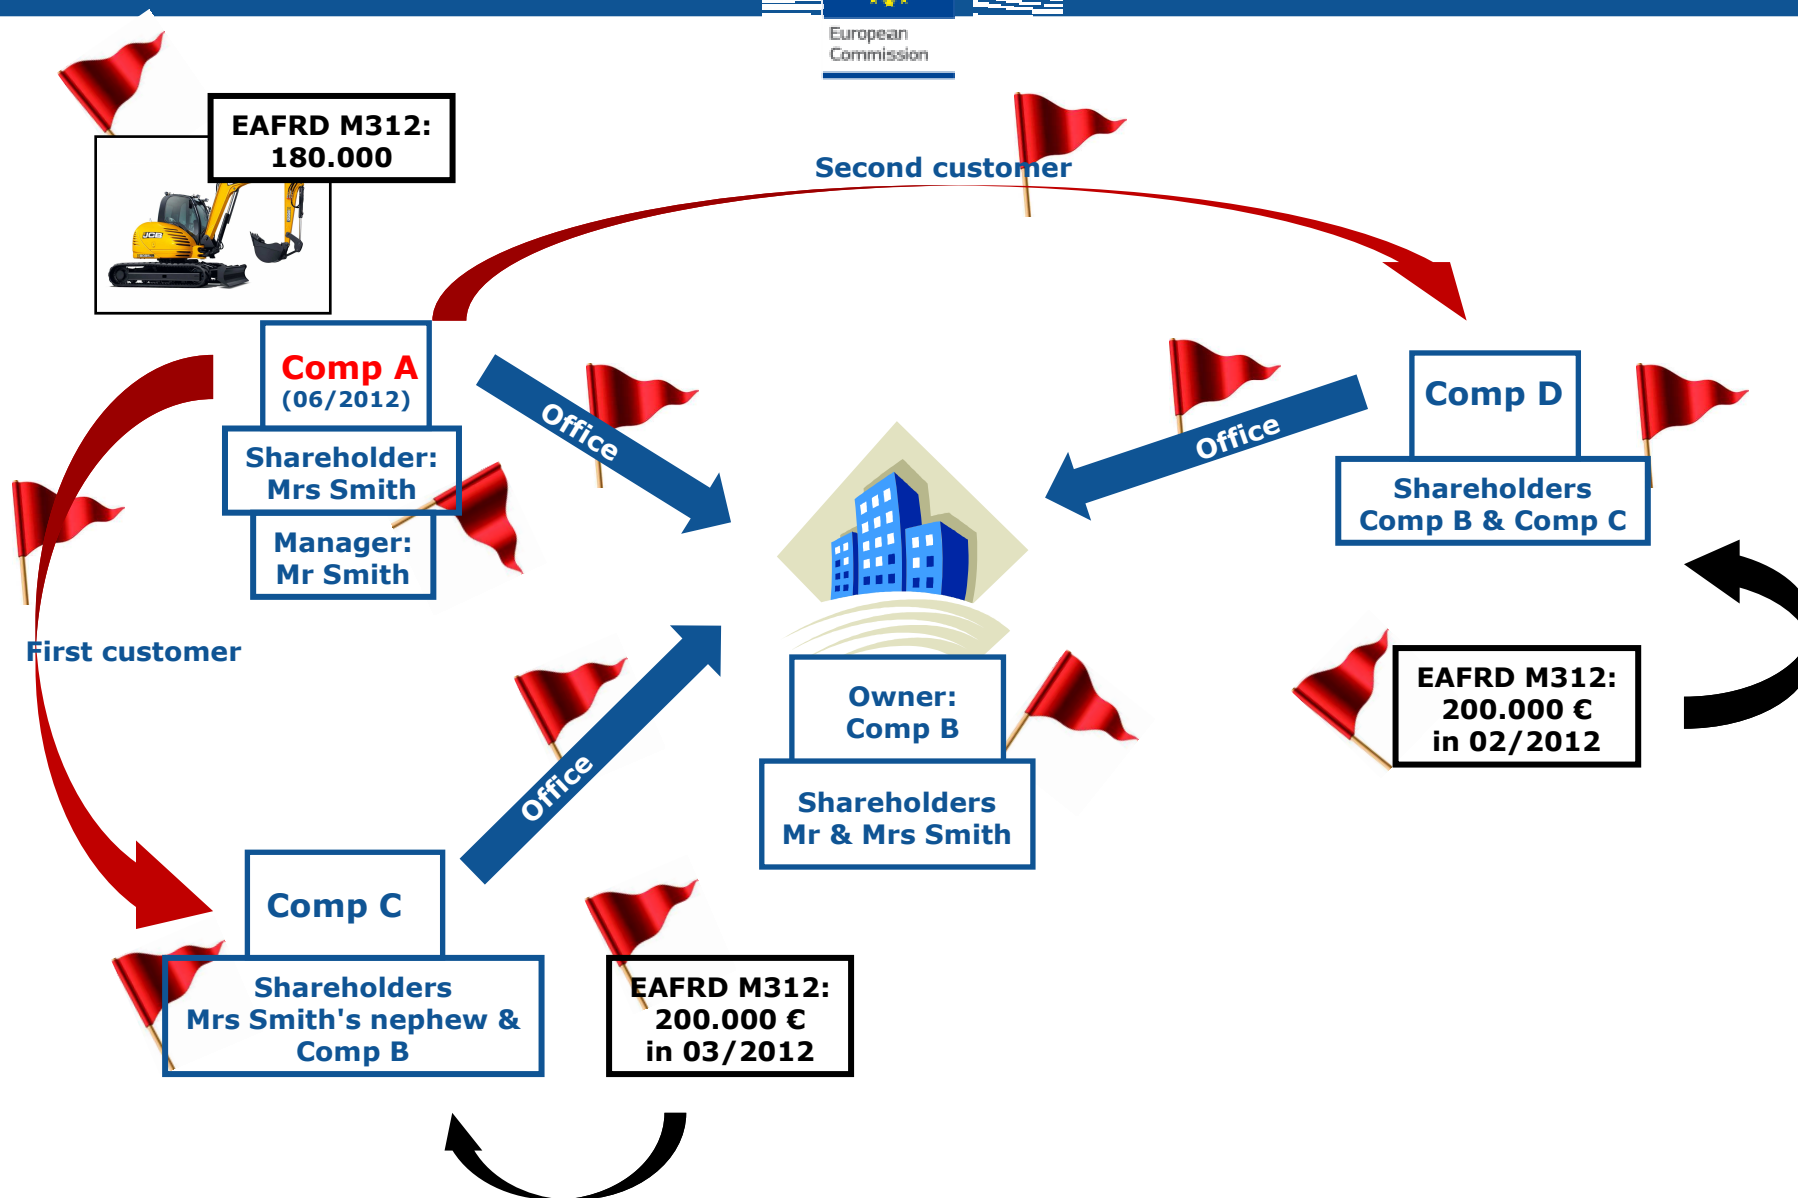 European
Commission
EAFRD M312:
180.000
JCB
Second customer
Comp A
(06/2012)
Shareholder:
Mrs Smith
Manager:
Mr Smith
Office
Office
Comp D
Shareholders
Comp B & Comp C
First customer
Office
Owner:
Comp B
Shareholders
Mr & Mrs Smith
EAFRD M312:
200.000 €
in 02/2012
Comp C
Shareholders
Mrs Smith's nephew &
Comp B
EAFRD M312:
200.000 €
in 03/2012